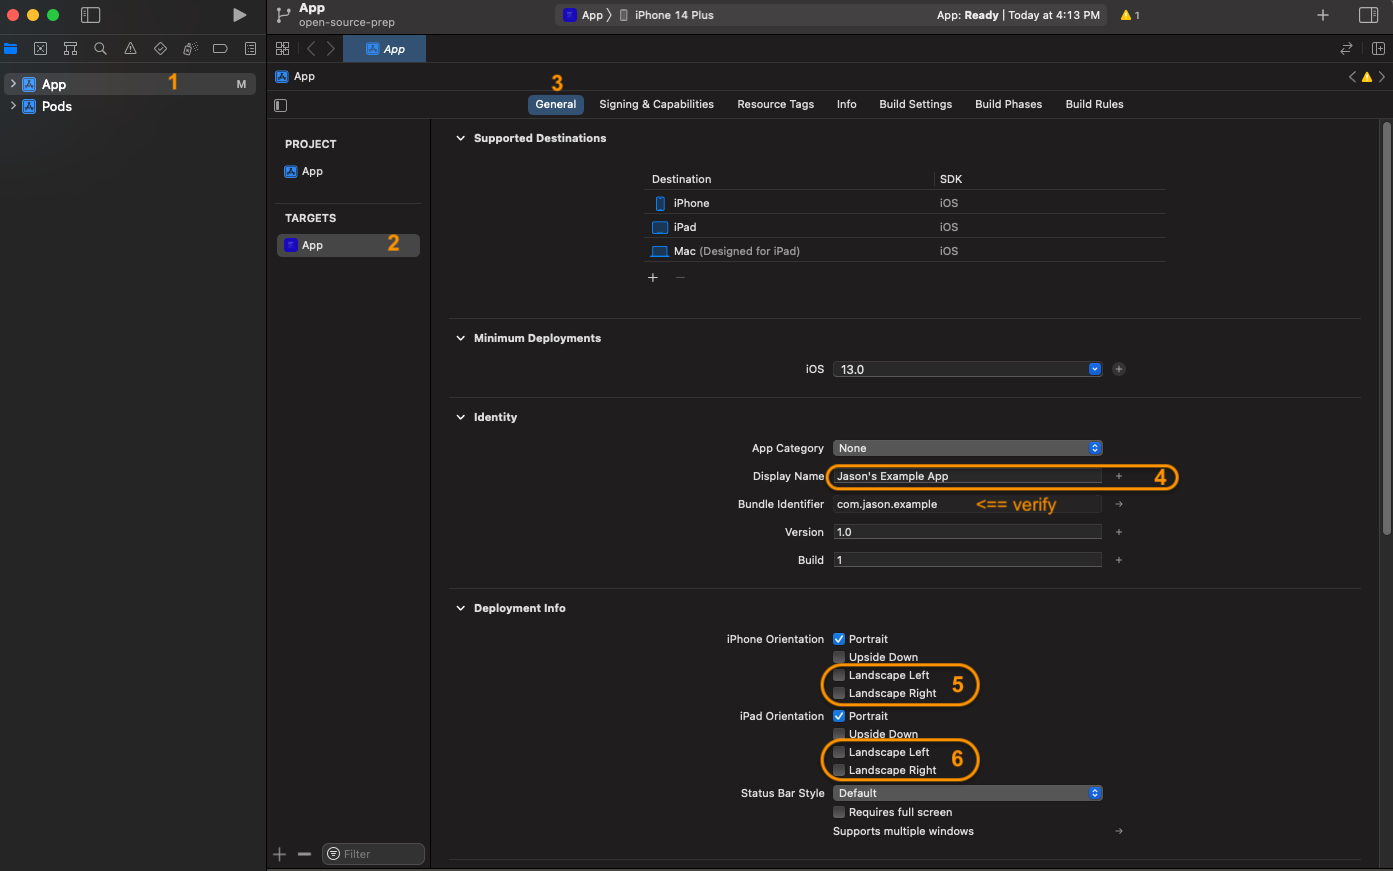 App
open-source-prep
App
iPhone 14 Plus
App: Ready | Today at 4:13 PM
1
App
App 1 M
Pods
App
3
General
Signing & Capabilities
Resource Tags
Info
Build Settings
Build Phases
Build Rules
PROJECT
App
TARGETS
App 2
Supported Destinations
Destination SDK
iPhone iOS
iPad iOS
Mac (Designed for iPad) iOS
Minimum Deployments
iOS 13.0
Identity
App Category None
Display Name Jason's Example App 4
Bundle Identifier com.jason.example <== verify
Version 1.0
Build 1
Deployment Info
iPhone Orientation Portrait
Upside Down
Landscape Left 5
Landscape Right
iPad Orientation Portrait
Upside Down
Landscape Left 6
Landscape Right
Status Bar Style Default
Requires full screen
Supports multiple windows
Filter